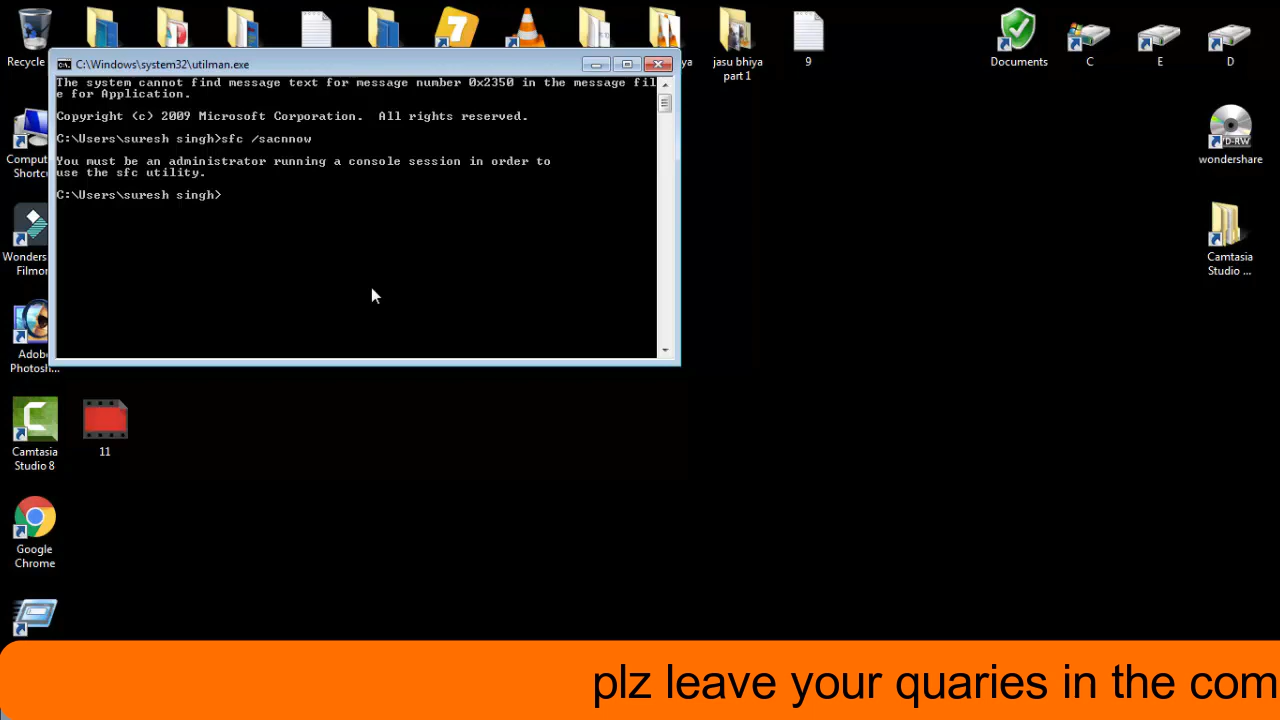 Recycle
ya
jasu bhiya
part 1
9
Documents
C
E
D
C:\Windows\system32\utilman.exe
The system cannot find message text for message number 0x2350 in the message fil
e for Application.
Copyright (c) 2009 Microsoft Corporation.  All rights reserved.
C:\Users\suresh singh>sfc /sacnnow
You must be an administrator running a console session in order to
use the sfc utility.
C:\Users\suresh singh>
Comput
Shortc
wondershare
Wonders
Filmor
Camtasia
Studio ...
Adob
Photosh...
Camtasia
Studio 8
11
Google
Chrome
plz leave your quaries in the com